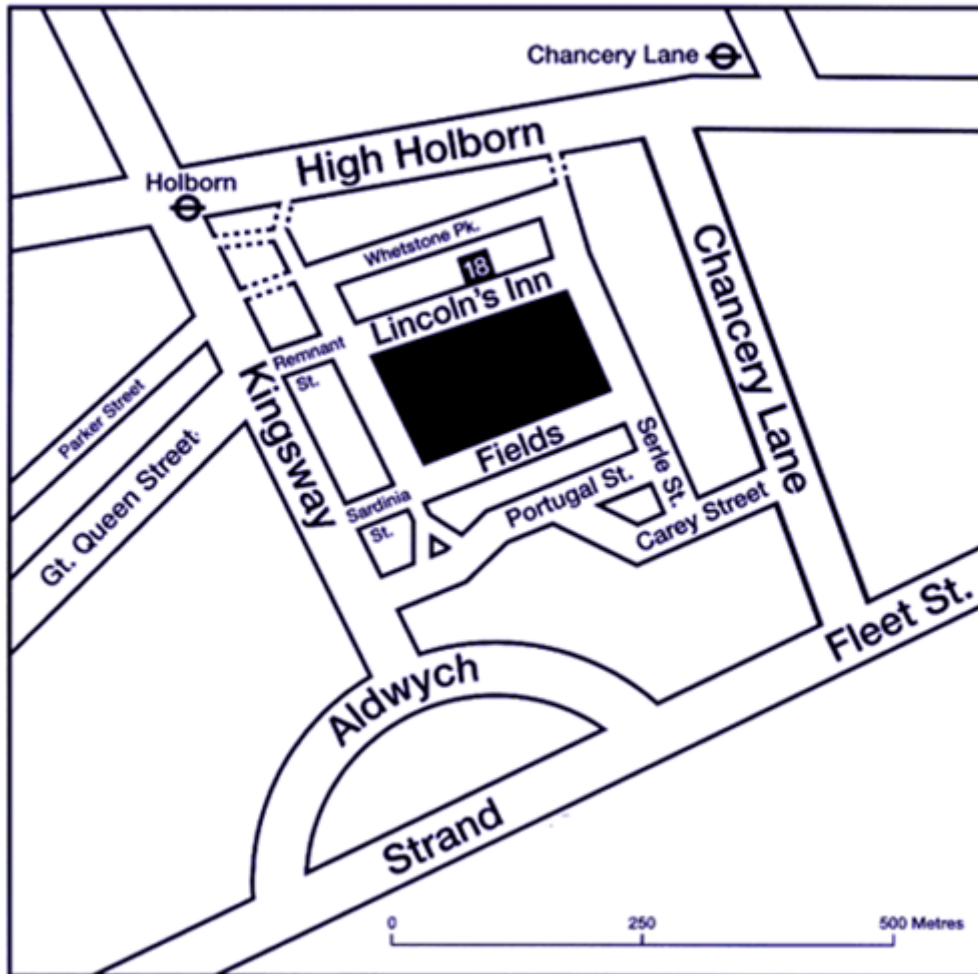 Chancery Lane
High Holborn
Holborn
Whetstone Pk.
18
Lincoln's Inn
Chancery Lane
Remnant
St.
Kingsway
Parker Street
Fields
Serle St.
Gt. Queen Street.
Portugal St.
Sardinia
St.
Carey Street
Fleet St.
Aldwych
Strand
0 250 500 Metres